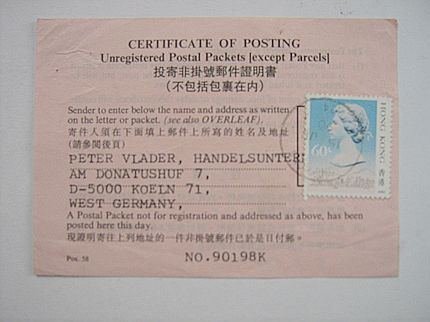 CERTIFICATE OF POSTING
Unregistered Postal Packets [except Parcels]
投寄非掛號郵件證明書
(不包括包裹在內)
Sender to enter below the name and address as written
on the letter or packet. (see also OVERLEAF).
寄件人須在下面填上郵件上所寫的姓名及地址
(請參閱後頁)
PETER VLADER, HANDELSUNTERN
AM DONATUSHUF 7,
D-5000 KOELN 71,
WEST GERMANY,
A Postal Packet not for registration and addressed as above, has been
posted here this day.
現證明寄往上列地址的一件非掛號郵件已於是日付郵。
Pos. 58
NO.90198K
60¢
HONG KONG 香港